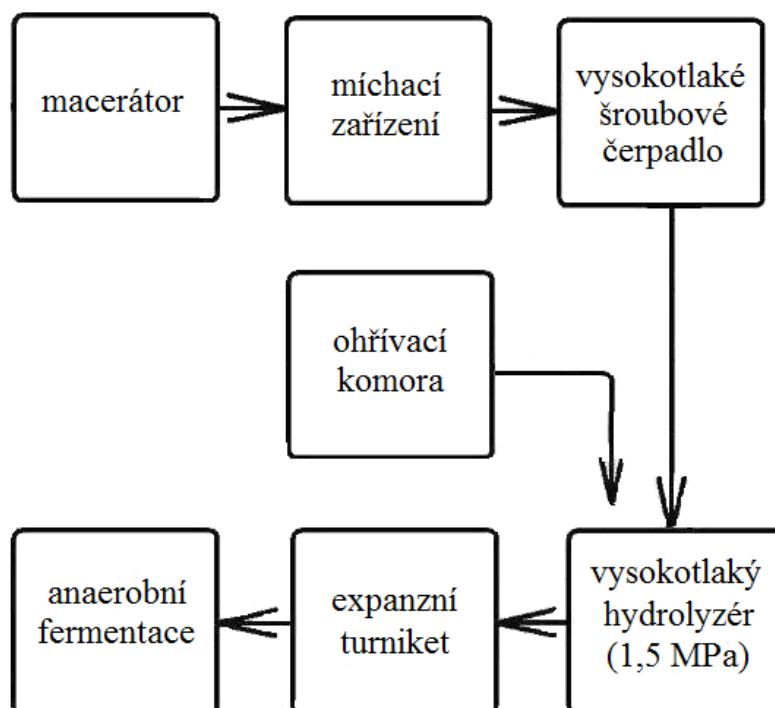 macerátor
míchací
zařízení
vysokotlaké
šroubové
čerpadlo
ohřívací
komora
anaerobní
fermentace
expanzní
turniket
vysokotlaký
hydrolyzér
(1,5 MPa)